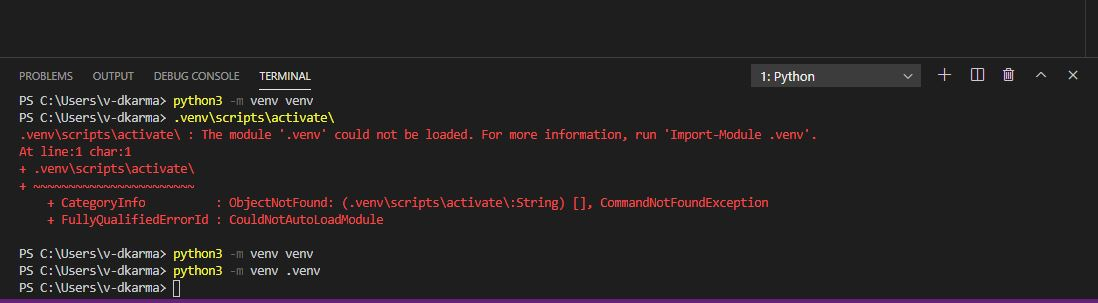 PROBLEMS OUTPUT DEBUG CONSOLE TERMINAL 1: Python
PS C:\Users\v-dkarma> python3 -m venv venv
PS C:\Users\v-dkarma> .venv\scripts\activate\
.venv\scripts\activate\ : The module '.venv' could not be loaded. For more information, run 'Import-Module .venv'.
At line:1 char:1
+ .venv\scripts\activate\
+ ~~~~~~~~~~~~~~~~~~~~~~~
+ CategoryInfo : ObjectNotFound: (.venv\scripts\activate\:String) [], CommandNotFoundException
+ FullyQualifiedErrorId : CouldNotAutoLoadModule
PS C:\Users\v-dkarma> python3 -m venv venv
PS C:\Users\v-dkarma> python3 -m venv .venv
PS C:\Users\v-dkarma>